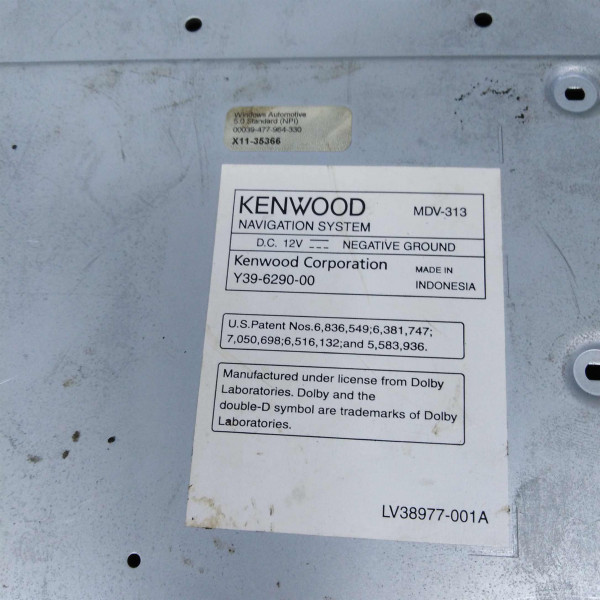 Windows Automotive
5.0 Standard (NPI)
00039-477-964-330
X11-35366
KENWOOD MDV-313
NAVIGATION SYSTEM
D.C. 12V NEGATIVE GROUND
Kenwood Corporation MADE IN
Y39-6290-00 INDONESIA
U.S.Patent Nos.6,836,549;6,381,747;
7,050,698;6,516,132;and 5,583,936.
Manufactured under license from Dolby
Laboratories. Dolby and the
double-D symbol are trademarks of Dolby
Laboratories.
LV38977-001A